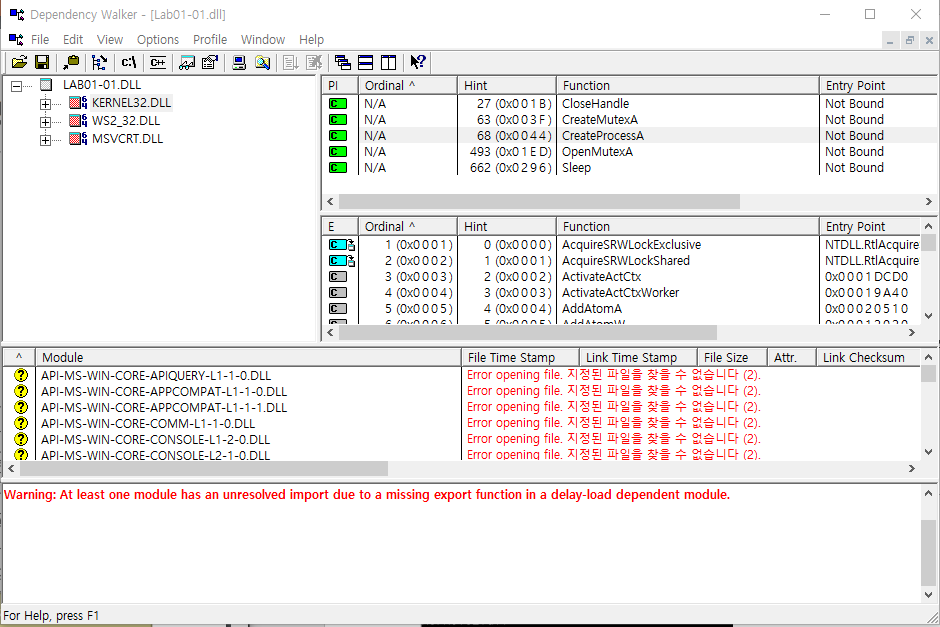 Dependency Walker - [Lab01-01.dll]
File Edit View Options Profile Window Help
C:\ C++
LAB01-01.DLL
KERNEL32.DLL
WS2_32.DLL
MSVCRT.DLL
PI Ordinal ^ Hint Function Entry Point
C N/A 27 (0x001B) CloseHandle Not Bound
C N/A 63 (0x003F) CreateMutexA Not Bound
C N/A 68 (0x0044) CreateProcessA Not Bound
C N/A 493 (0x01ED) OpenMutexA Not Bound
C N/A 662 (0x0296) Sleep Not Bound
E Ordinal ^ Hint Function Entry Point
C 1 (0x0001) 0 (0x0000) AcquireSRWLockExclusive NTDLL.RtlAcquire
C 2 (0x0002) 1 (0x0001) AcquireSRWLockShared NTDLL.RtlAcquire
C 3 (0x0003) 2 (0x0002) ActivateActCtx 0x0001DCD0
C 4 (0x0004) 3 (0x0003) ActivateActCtxWorker 0x00019A40
C 5 (0x0005) 4 (0x0004) AddAtomA 0x00020510
C 6 (0x0006) 5 (0x0005) AddAtomW
^ Module File Time Stamp Link Time Stamp File Size Attr. Link Checksum
? API-MS-WIN-CORE-APIQUERY-L1-1-0.DLL Error opening file. 지정된 파일을 찾을 수 없습니다 (2).
? API-MS-WIN-CORE-APPCOMPAT-L1-1-0.DLL Error opening file. 지정된 파일을 찾을 수 없습니다 (2).
? API-MS-WIN-CORE-APPCOMPAT-L1-1-1.DLL Error opening file. 지정된 파일을 찾을 수 없습니다 (2).
? API-MS-WIN-CORE-COMM-L1-1-0.DLL Error opening file. 지정된 파일을 찾을 수 없습니다 (2).
? API-MS-WIN-CORE-CONSOLE-L1-2-0.DLL Error opening file. 지정된 파일을 찾을 수 없습니다 (2).
? API-MS-WIN-CORE-CONSOLE-L2-1-0.DLL Error opening file. 지정된 파일을 찾을 수 없습니다 (2).
Warning: At least one module has an unresolved import due to a missing export function in a delay-load dependent module.
For Help, press F1